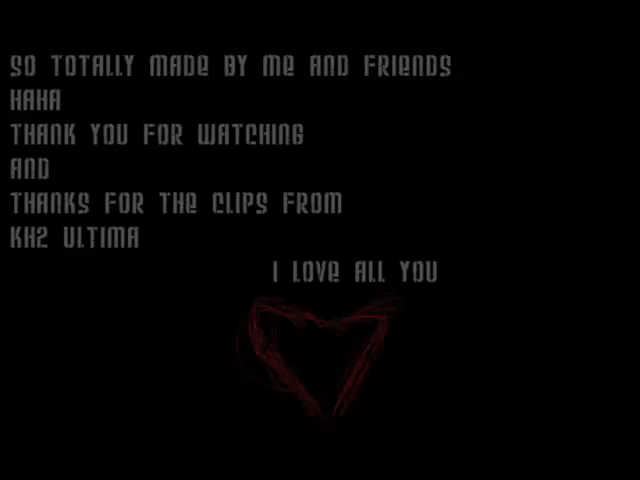 SO TOTALLY MADE BY ME AND FRIENDS
HAHA
THANK YOU FOR WATCHING
AND
THANKS FOR THE CLIPS FROM
KH2 ULTIMA
I LOVE ALL YOU